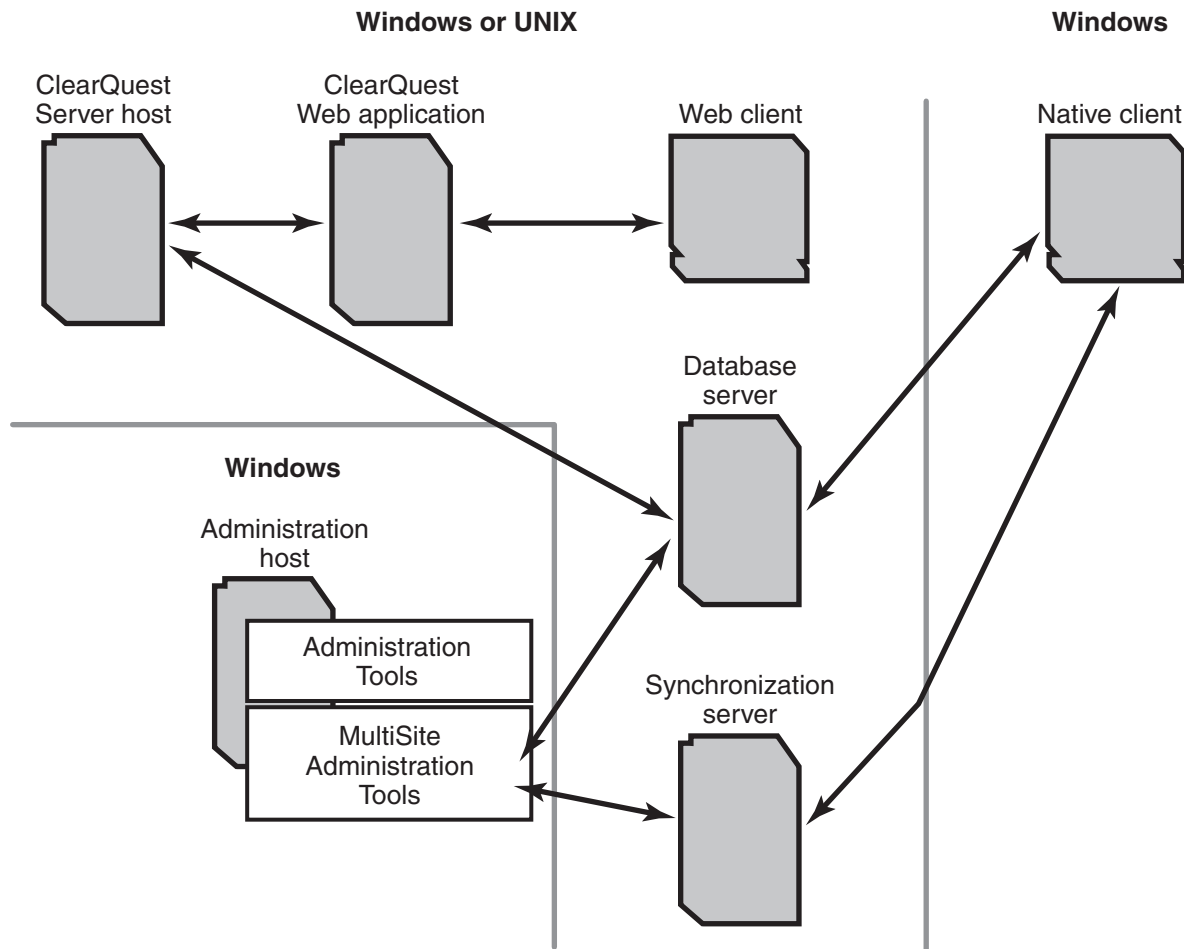 Windows or UNIX
Windows
ClearQuest
Server host
ClearQuest
Web application
Web client
Native client
Database
server
Windows
Administration
host
Administration
Tools
MultiSite
Administration
Tools
Synchronization
server